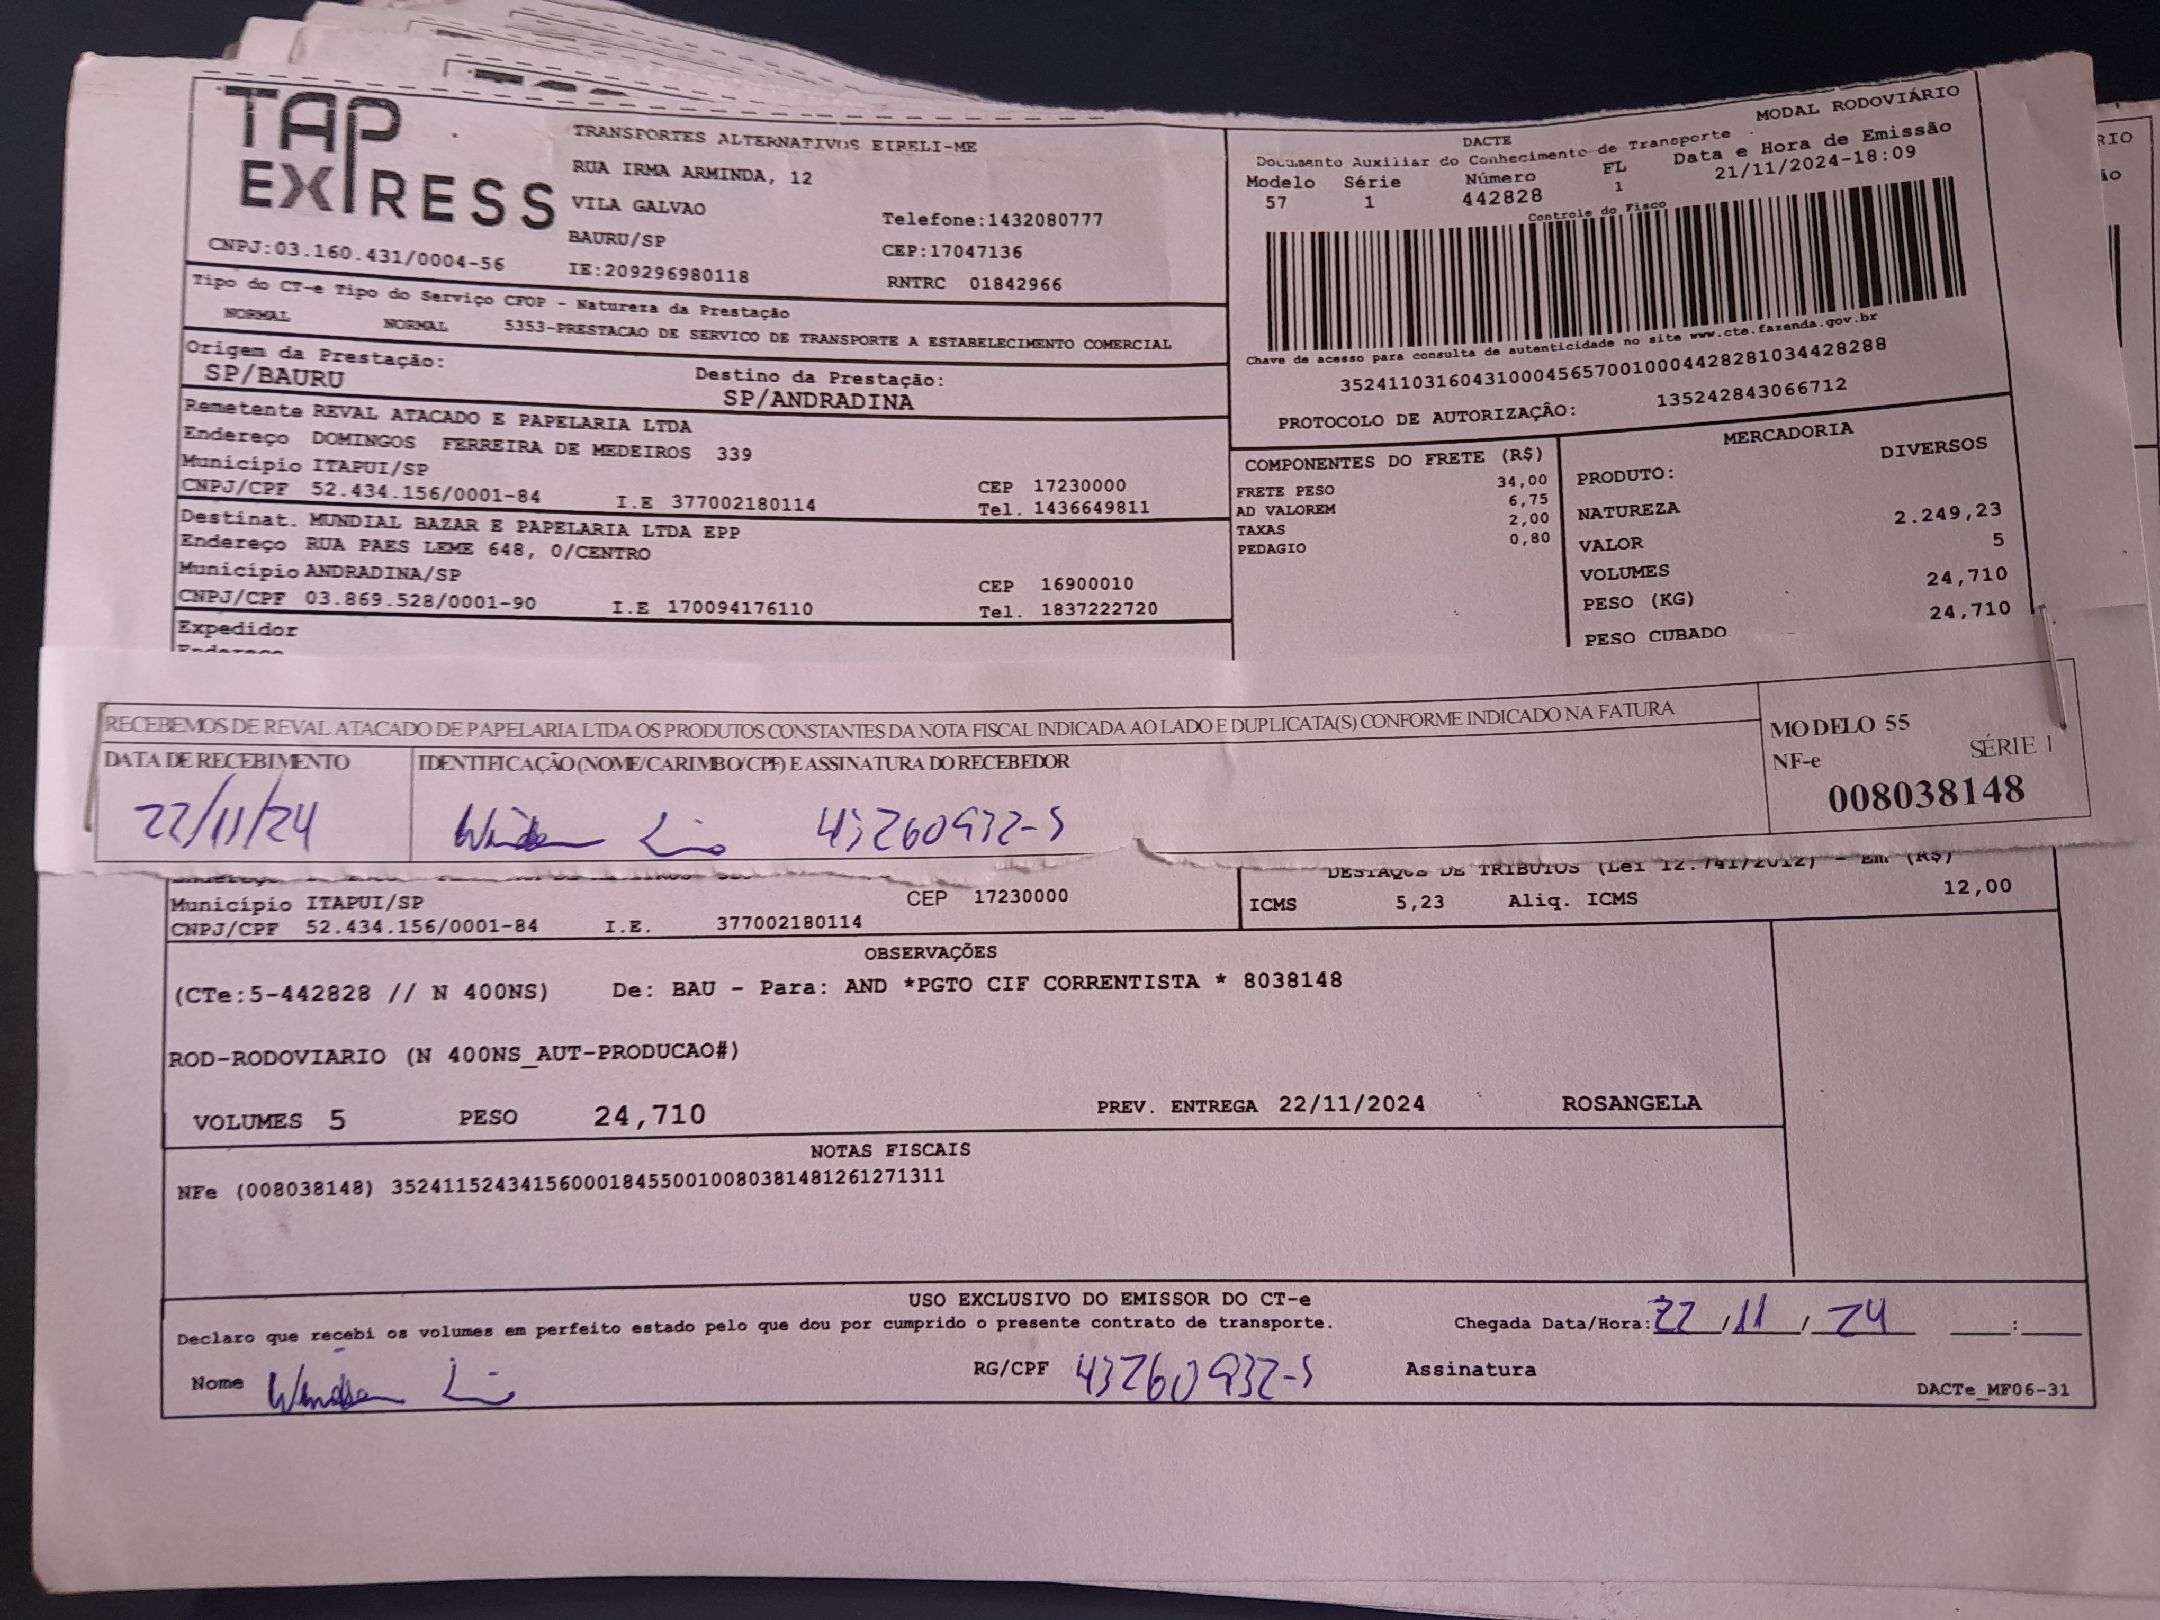 TAP
EXPRESS
CNPJ:03.160.431/0004-56
TRANSPORTES ALTERNATIVOS EIRELI-ME
RUA IRMA ARMINDA, 12
VILA GALVAO
BAURU/SP
IE:209296980118
Telefone:1432080777
CEP:17047136
RNTRC 01842966
MODAL RODOVIÁRIO
DACTE
Documento Auxiliar do Conhecimento de Transporte
Modelo Série Número FL Data e Hora de Emissão
57 1 442828 1 21/11/2024-18:09
Controle do Fisco
Chave de acesso para consulta de autenticidade no site www.cte.fazenda.gov.br
35241103160431000456570010004428281034428288
PROTOCOLO DE AUTORIZAÇÃO: 135242843066712
Tipo do CT-e Tipo do Serviço CFOP - Natureza da Prestação
NORMAL NORMAL 5353-PRESTACAO DE SERVICO DE TRANSPORTE A ESTABELECIMENTO COMERCIAL
Origem da Prestação: Destino da Prestação:
SP/BAURU SP/ANDRADINA
Remetente REVAL ATACADO E PAPELARIA LTDA
Endereço DOMINGOS FERREIRA DE MEDEIROS 339
Município ITAPUI/SP CEP 17230000
CNPJ/CPF 52.434.156/0001-84 I.E 377002180114 Tel. 1436649811
Destinat. MUNDIAL BAZAR E PAPELARIA LTDA EPP
Endereço RUA PAES LEME 648, 0/CENTRO
Município ANDRADINA/SP CEP 16900010
CNPJ/CPF 03.869.528/0001-90 I.E 170094176110 Tel. 1837222720
Expedidor
Endereço
COMPONENTES DO FRETE (R$)
FRETE PESO 34,00
AD VALOREM 6,75
TAXAS 2,00
PEDAGIO 0,80
MERCADORIA
PRODUTO: DIVERSOS
NATUREZA
VALOR 2.249,23
VOLUMES 5
PESO (KG) 24,710
PESO CUBADO 24,710
RECEBEMOS DE REVAL ATACADO DE PAPELARIA LTDA OS PRODUTOS CONSTANTES DA NOTA FISCAL INDICADA AO LADO E DUPLICATA(S) CONFORME INDICADO NA FATURA
DATA DE RECEBIMENTO IDENTIFICAÇÃO (NOME/CARIMBO/CPF) E ASSINATURA DO RECEBEDOR
22/11/24 43260932-5
MODELO 55
NF-e SÉRIE 1
008038148
DESTAQUE DE TRIBUTOS (Lei 12.741/2012) - Em (R$)
ICMS 5,23 Aliq. ICMS 12,00
Município ITAPUI/SP CEP 17230000
CNPJ/CPF 52.434.156/0001-84 I.E. 377002180114
OBSERVAÇÕES
(CTe:5-442828 // N 400NS) De: BAU - Para: AND *PGTO CIF CORRENTISTA * 8038148
ROD-RODOVIARIO (N 400NS_AUT-PRODUCAO#)
VOLUMES 5 PESO 24,710 PREV. ENTREGA 22/11/2024 ROSANGELA
NOTAS FISCAIS
NFe (008038148) 35241152434156000184550010080381481261271311
USO EXCLUSIVO DO EMISSOR DO CT-e
Declaro que recebi os volumes em perfeito estado pelo que dou por cumprido o presente contrato de transporte. Chegada Data/Hora: 22/11/24 :
Nome RG/CPF 43260932-5 Assinatura
DACTe_MF06-31